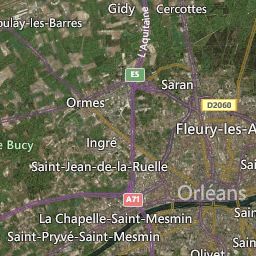 Gidy
Cercottes
oulay-les-Barres
L'Aquitaine
E5
Saran
Ormes
D2060
Fleury-les-A
Ingré
e Bucy
Saint-Jean-de-la-Ruelle
Orléans
A71
La Chapelle-Saint-Mesmin
Saint-Pryvé-Saint-Mesmin
Olivet